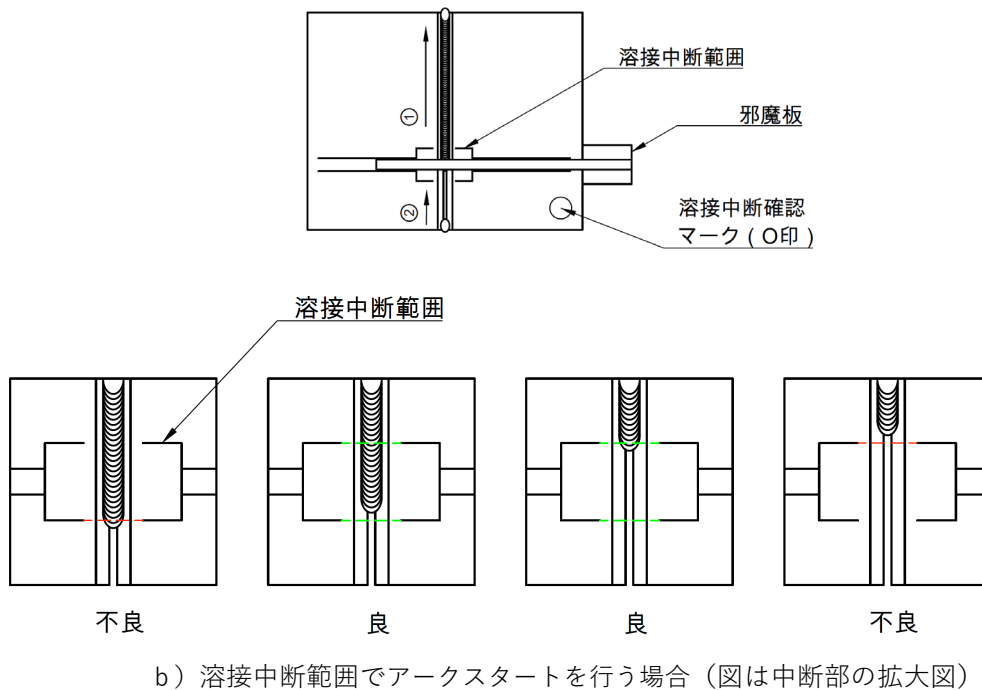 溶接中断範囲
邪魔板
①
②
溶接中断確認
マーク ( O印 )
溶接中断範囲
不良
良
良
不良
b）溶接中断範囲でアークスタートを行う場合（図は中断部の拡大図）